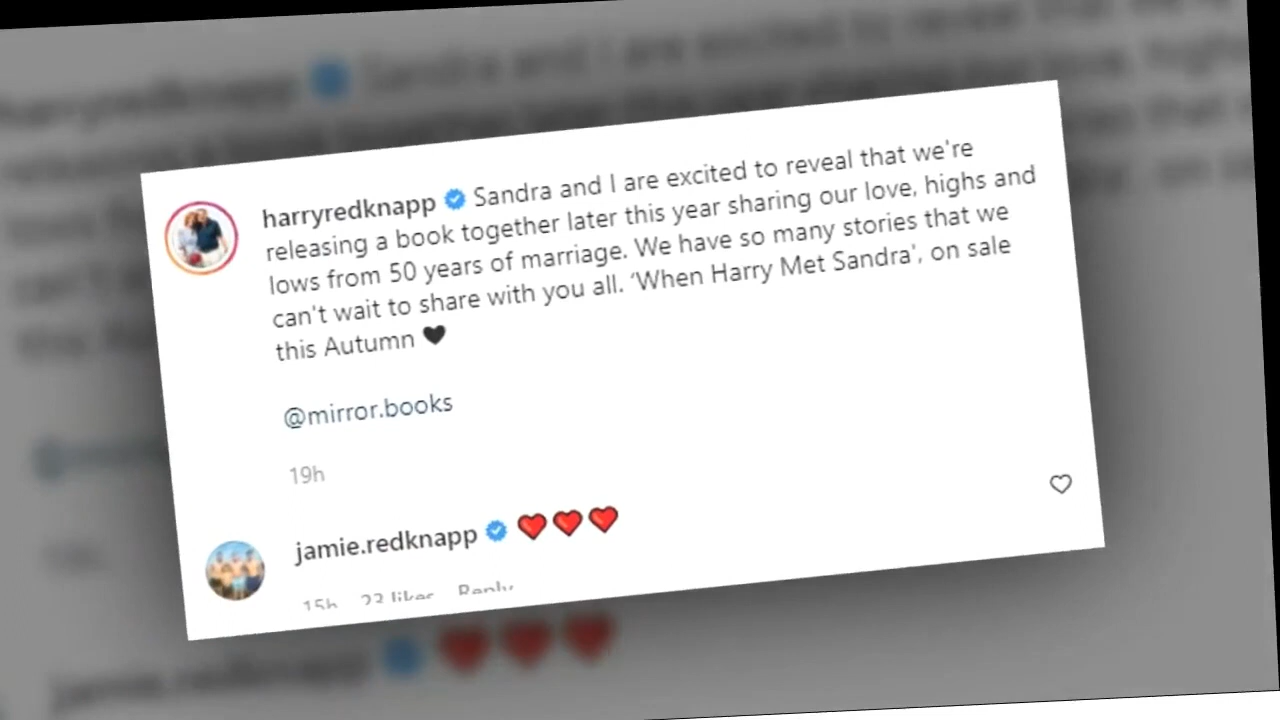 harryredknapp Sandra and I are excited to reveal that we're
releasing a book together later this year sharing our love, highs and
lows from 50 years of marriage. We have so many stories that we
can't wait to share with you all. ‘When Harry Met Sandra', on sale
this Autumn 🖤
@mirror.books
19h
jamie.redknapp ❤️❤️❤️
15h 23 likes Reply